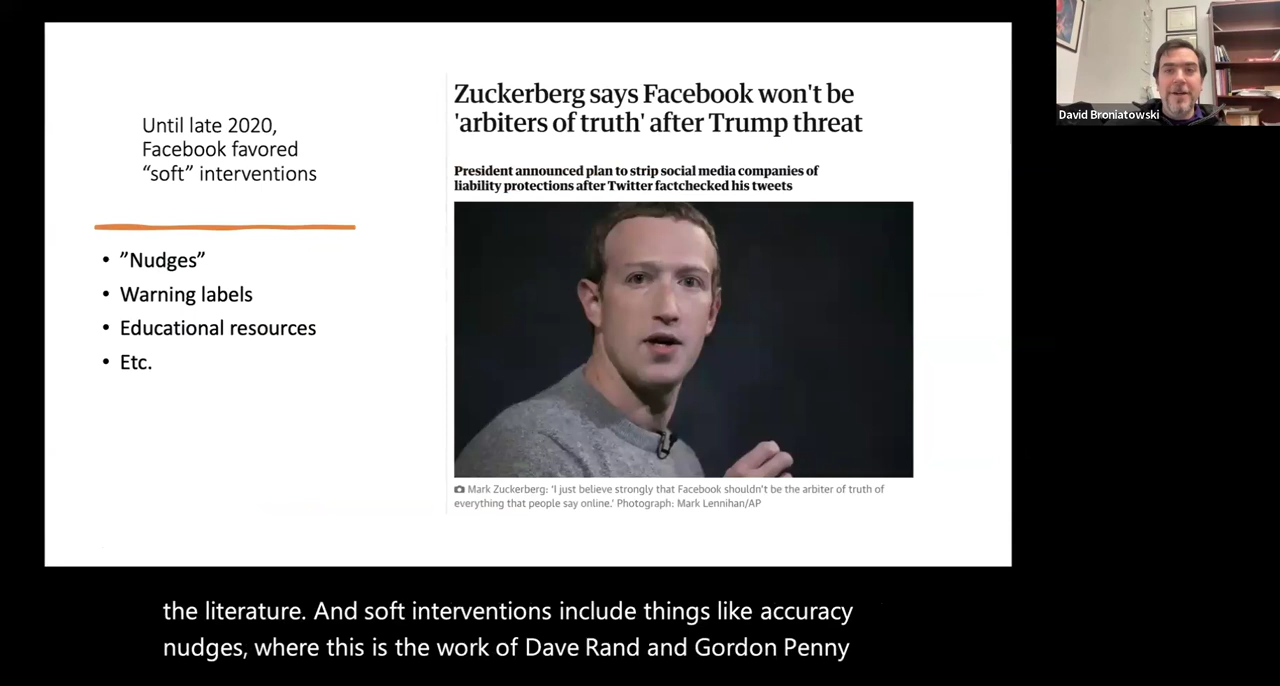 Until late 2020,
Facebook favored
“soft” interventions
• ”Nudges”
• Warning labels
• Educational resources
• Etc.
Zuckerberg says Facebook won't be
'arbiters of truth' after Trump threat
President announced plan to strip social media companies of
liability protections after Twitter factchecked his tweets
Mark Zuckerberg: ‘I just believe strongly that Facebook shouldn’t be the arbiter of truth of
everything that people say online.’ Photograph: Mark Lennihan/AP
David Broniatowski
the literature. And soft interventions include things like accuracy
nudges, where this is the work of Dave Rand and Gordon Penny